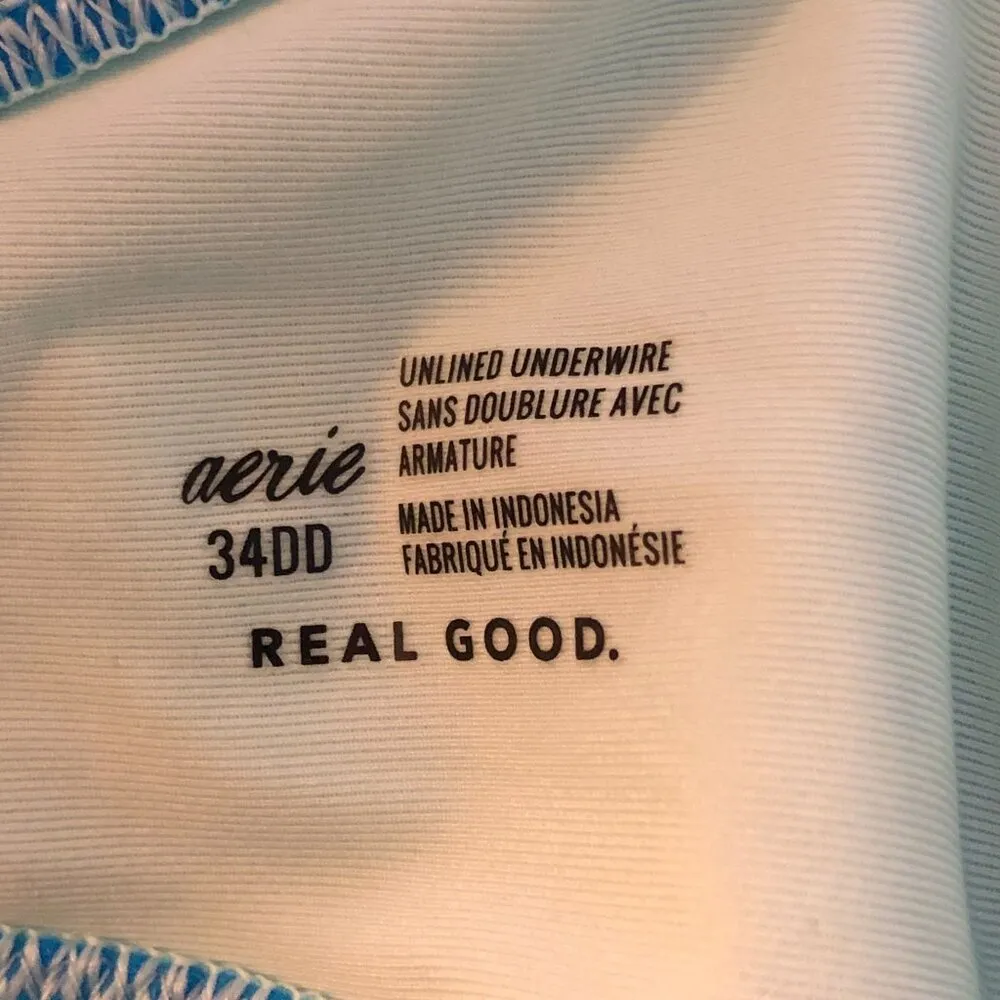 aerie
34DD
UNLINED UNDERWIRE
SANS DOUBLURE AVEC
ARMATURE
MADE IN INDONESIA
FABRIQUÉ EN INDONÉSIE
REAL GOOD.